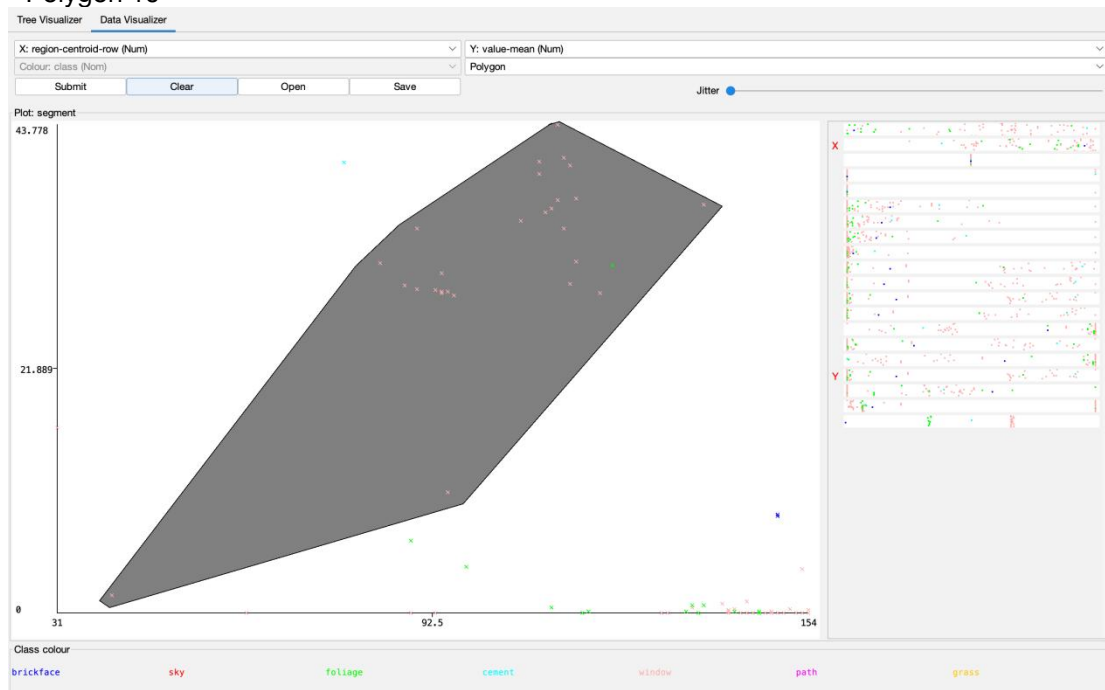 Polygon 10
Tree Visualizer Data Visualizer
X: region-centroid-row (Num) Y: value-mean (Num)
Colour: class (Nom) Polygon
Submit Clear Open Save Jitter
Plot: segment
43.778
X
21.889
Y
0
31 92.5 154
Class colour
brickface sky foliage cement window path grass